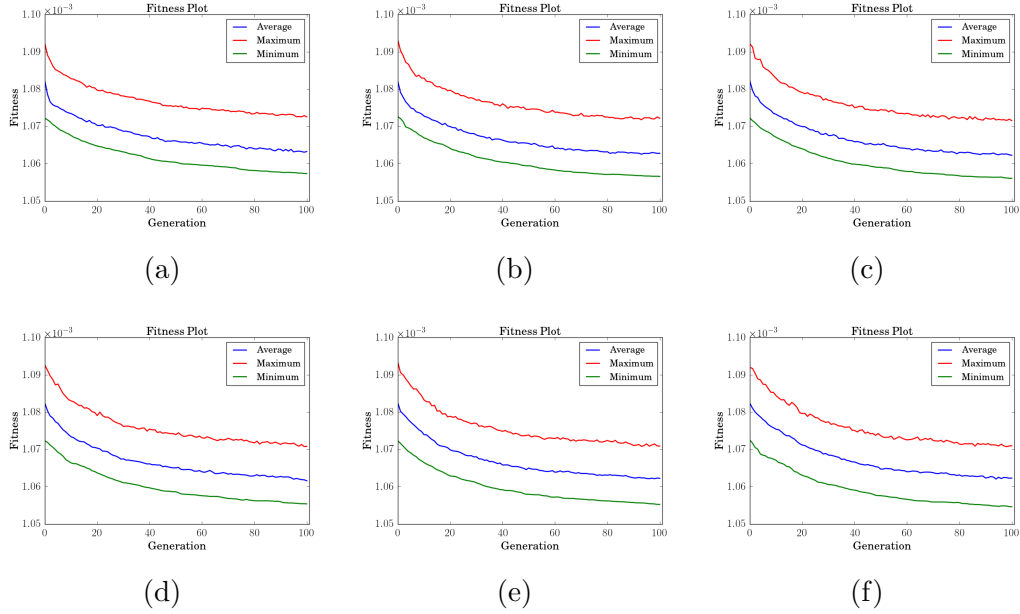 ×10⁻³ Fitness Plot
1.10
1.09
1.08
1.07
1.06
1.05
Fitness
0 20 40 60 80 100
Generation
Average
Maximum
Minimum
(a)
×10⁻³ Fitness Plot
1.10
1.09
1.08
1.07
1.06
1.05
Fitness
0 20 40 60 80 100
Generation
Average
Maximum
Minimum
(b)
×10⁻³ Fitness Plot
1.10
1.09
1.08
1.07
1.06
1.05
Fitness
0 20 40 60 80 100
Generation
Average
Maximum
Minimum
(c)
×10⁻³ Fitness Plot
1.10
1.09
1.08
1.07
1.06
1.05
Fitness
0 20 40 60 80 100
Generation
Average
Maximum
Minimum
(d)
×10⁻³ Fitness Plot
1.10
1.09
1.08
1.07
1.06
1.05
Fitness
0 20 40 60 80 100
Generation
Average
Maximum
Minimum
(e)
×10⁻³ Fitness Plot
1.10
1.09
1.08
1.07
1.06
1.05
Fitness
0 20 40 60 80 100
Generation
Average
Maximum
Minimum
(f)